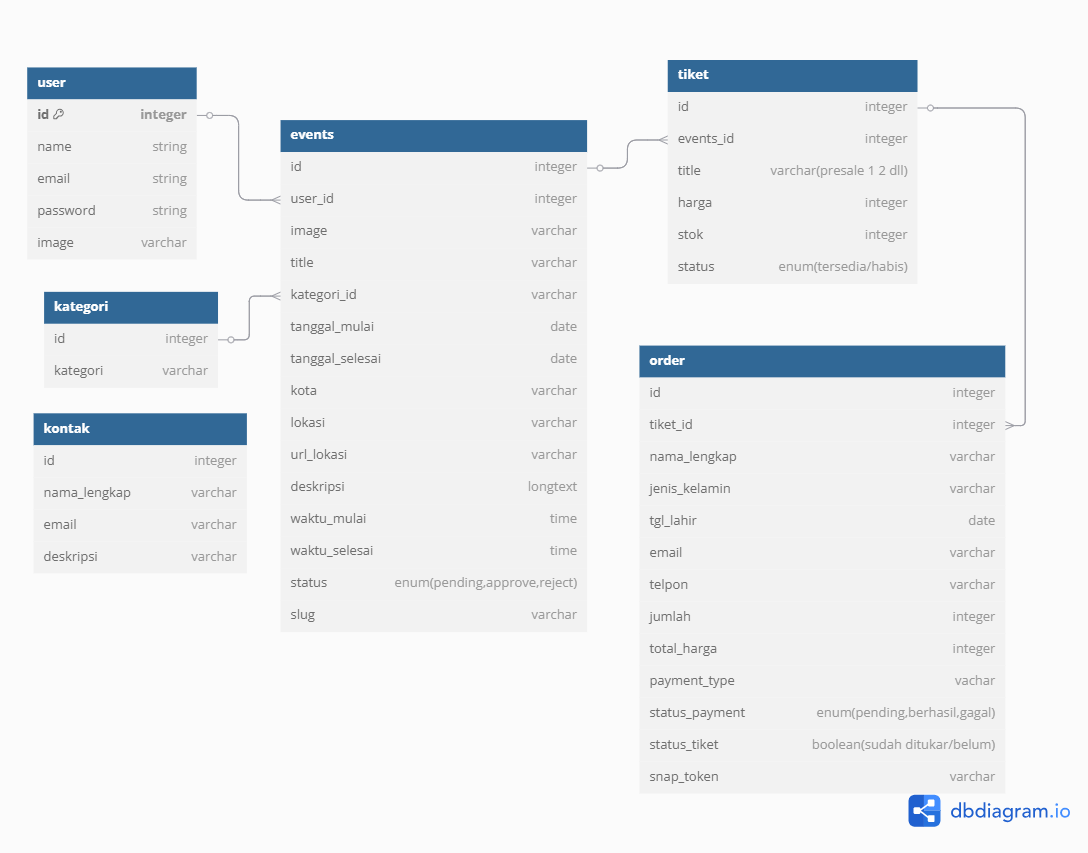 user
id integer
name string
email string
password string
image varchar
kategori
id integer
kategori varchar
kontak
id integer
nama_lengkap varchar
email varchar
deskripsi varchar
events
id integer
user_id integer
image varchar
title varchar
kategori_id varchar
tanggal_mulai date
tanggal_selesai date
kota varchar
lokasi varchar
url_lokasi varchar
deskripsi longtext
waktu_mulai time
waktu_selesai time
status enum(pending,approve,reject)
slug varchar
tiket
id integer
events_id integer
title varchar(presale 1 2 dll)
harga integer
stok integer
status enum(tersedia/habis)
order
id integer
tiket_id integer
nama_lengkap varchar
jenis_kelamin varchar
tgl_lahir date
email varchar
telpon varchar
jumlah integer
total_harga integer
payment_type vachar
status_payment enum(pending,berhasil,gagal)
status_tiket boolean(sudah ditukar/belum)
snap_token varchar
dbdiagram.io